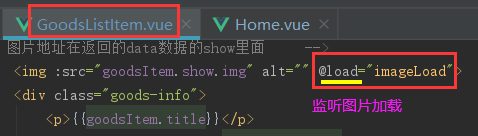 GoodsListItem.vue Home.vue
图片地址在返回的data数据的show里面 -->
<img :src="goodsItem.show.img" alt="" @load="imageLoad">
监听图片加载
<div class="goods-info">
<p>{{goodsItem.title}}</p>